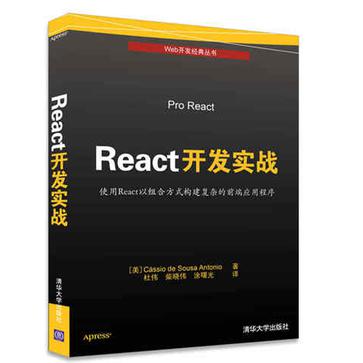 Apress®
React开发实战
清华大学出版社
Apress®
Web开发经典丛书
Pro React
React开发实战
使用React以组合方式构建复杂的前端应用程序
[美] Cássio de Sousa Antonio 著
杜伟 柴晓伟 涂曙光 译
清华大学出版社